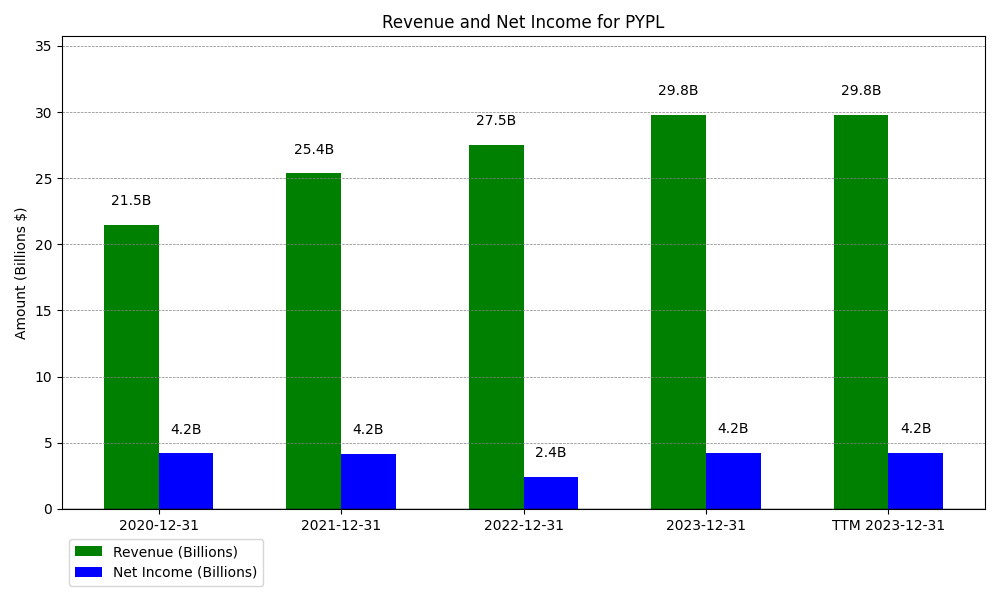 Revenue and Net Income for PYPL
Amount (Billions $)
35
30
25
20
15
10
5
0
21.5B
4.2B
25.4B
4.2B
27.5B
2.4B
29.8B
4.2B
29.8B
4.2B
2020-12-31
2021-12-31
2022-12-31
2023-12-31
TTM 2023-12-31
Revenue (Billions)
Net Income (Billions)